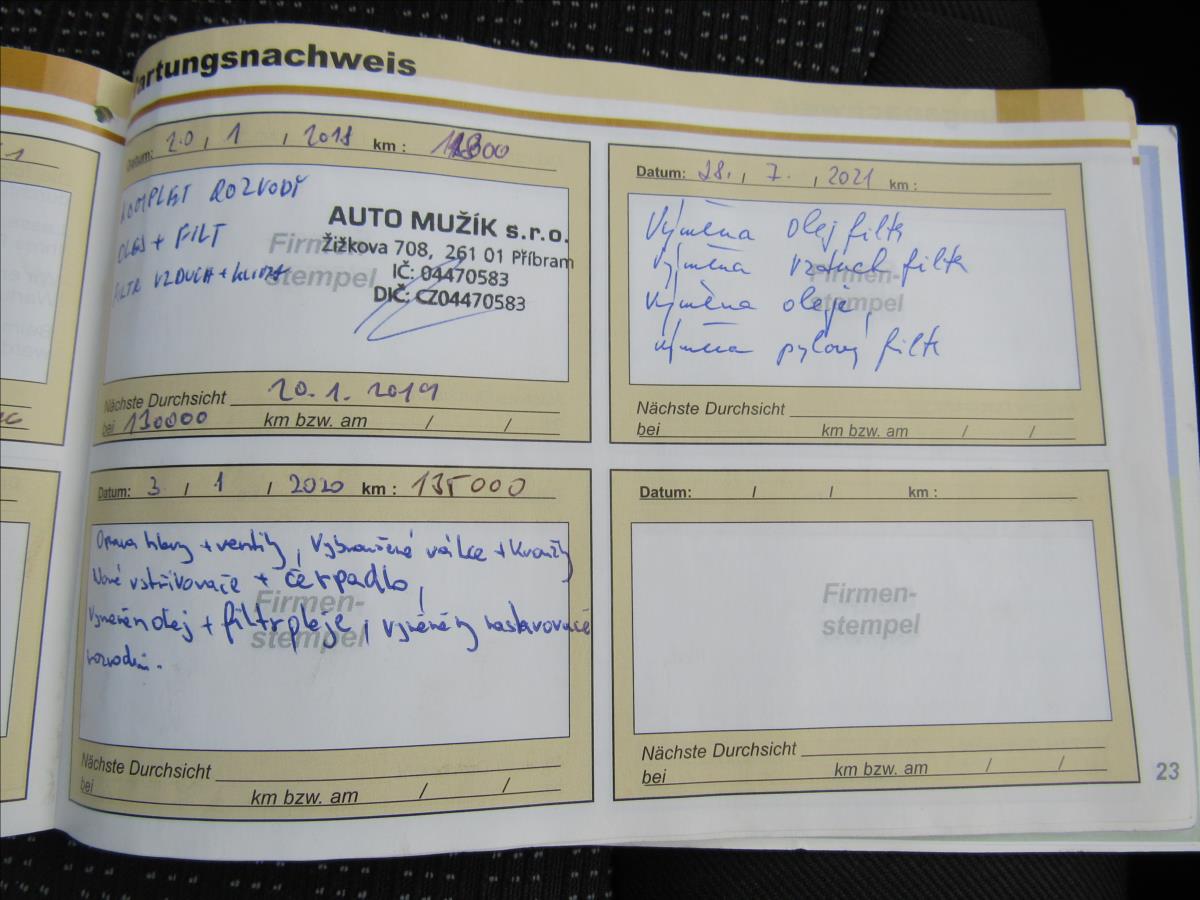 artungsnachweis
Datum: 20 , 1 , 2018 km :
KOMPLET ROZVODY
OLEJ + FILT
FILTR VZDUCH +
Firmen-
stempel
AUTO MUŽÍK s.r.o.
Žižkova 708, 261 01 Příbram
IČ: 04470583
DIČ: CZ04470583
Nächste Durchsicht 20.1. 2019
bei 130000 km bzw. am / /
Datum: 28. , 7. , 2021 km :
Výměna olej filtr
Výměna vzduch filtr
Výměna oleje,
Výměna pylový filtr
Firmen-
stempel
Nächste Durchsicht
bei km bzw. am / /
Datum: 3 / 1 / 2020 km : 135000
Oprava hlavy + ventily, Vybroušené válce + kroužky
Nové vstřikovače + čerpadlo,
Vyměněn olej + filtr oleje, vyměněny nastavovače
rozvodů.
Firmen-
stempel
Nächste Durchsicht
bei km bzw. am / /
Datum: / / km :
Firmen-
stempel
Nächste Durchsicht
bei km bzw. am / /
23